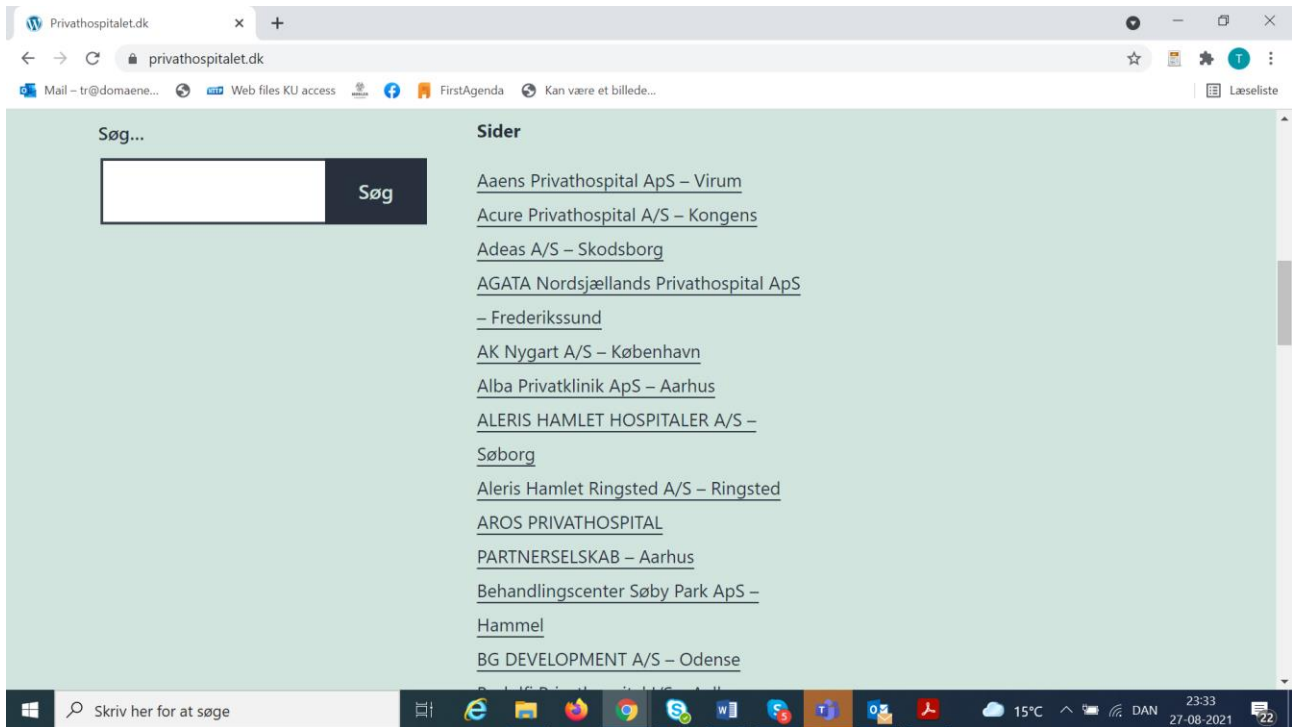 Privathospitalet.dk
privathospitalet.dk
T
Mail – tr@domaene...
Web files KU access
FirstAgenda
Kan være et billede...
Læseliste
Søg...
Søg
Sider
Aaens Privathospital ApS – Virum
Acure Privathospital A/S – Kongens
Adeas A/S – Skodsborg
AGATA Nordsjællands Privathospital ApS
– Frederikssund
AK Nygart A/S – København
Alba Privatklinik ApS – Aarhus
ALERIS HAMLET HOSPITALER A/S –
Søborg
Aleris Hamlet Ringsted A/S – Ringsted
AROS PRIVATHOSPITAL
PARTNERSELSKAB – Aarhus
Behandlingscenter Søby Park ApS –
Hammel
BG DEVELOPMENT A/S – Odense
Skriv her for at søge
15°C
DAN
23:33
27-08-2021
22